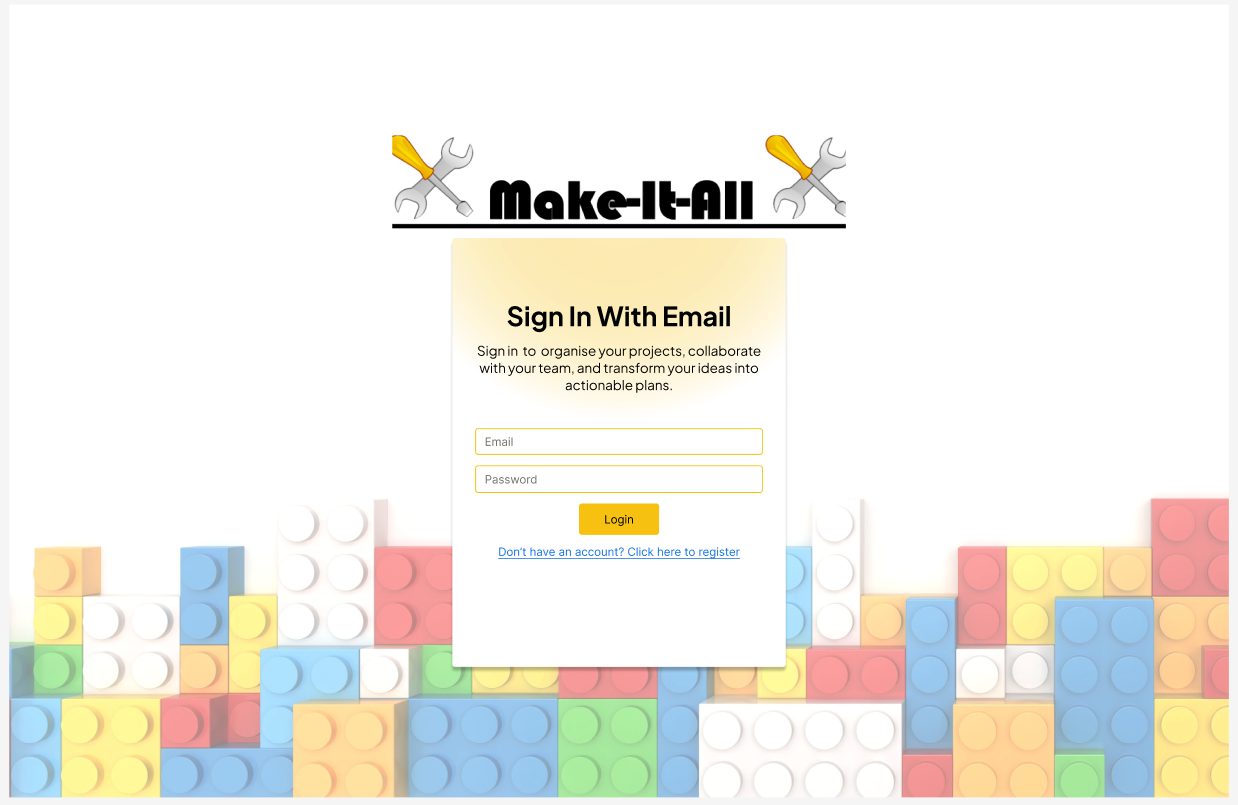 Make-It-All
Sign In With Email
Sign in to organise your projects, collaborate
with your team, and transform your ideas into
actionable plans.
Email
Password
Login
Don't have an account? Click here to register